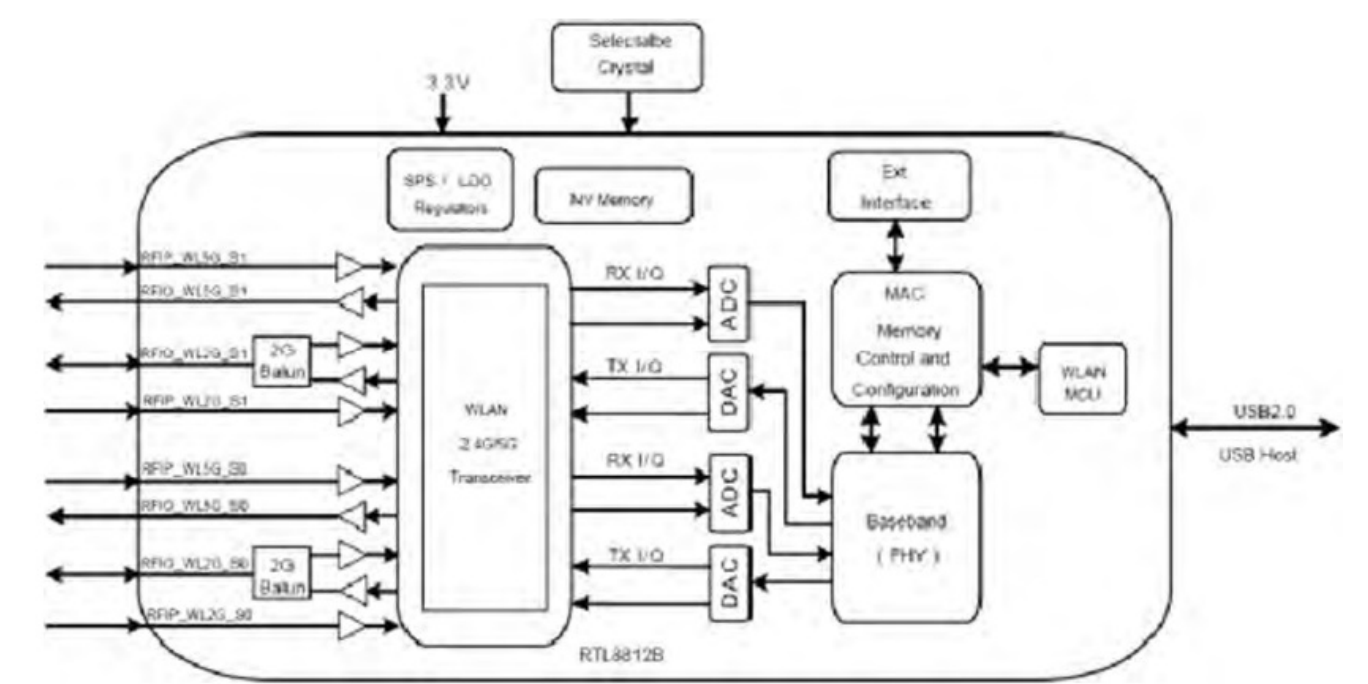 Selectalbe
Crystal
3.3V
SPS / LDO
Regulators
NV Memory
Ext
Interface
RFIP_WL5G_S1
RFIO_WL5G_S1
RFIO_WL2G_S1
2G
Balun
RFIP_WL2G_S1
RFIP_WL5G_S0
RFIO_WL5G_S0
RFIO_WL2G_S0
2G
Balun
RFIP_WL2G_S0
WLAN
2.4G/5G
Transceiver
RX I/Q
ADC
TX I/Q
DAC
RX I/Q
ADC
TX I/Q
DAC
MAC
Memory
Control and
Configuration
WLAN
MCU
Baseband
( PHY )
USB2.0
USB Host
RTL8812B